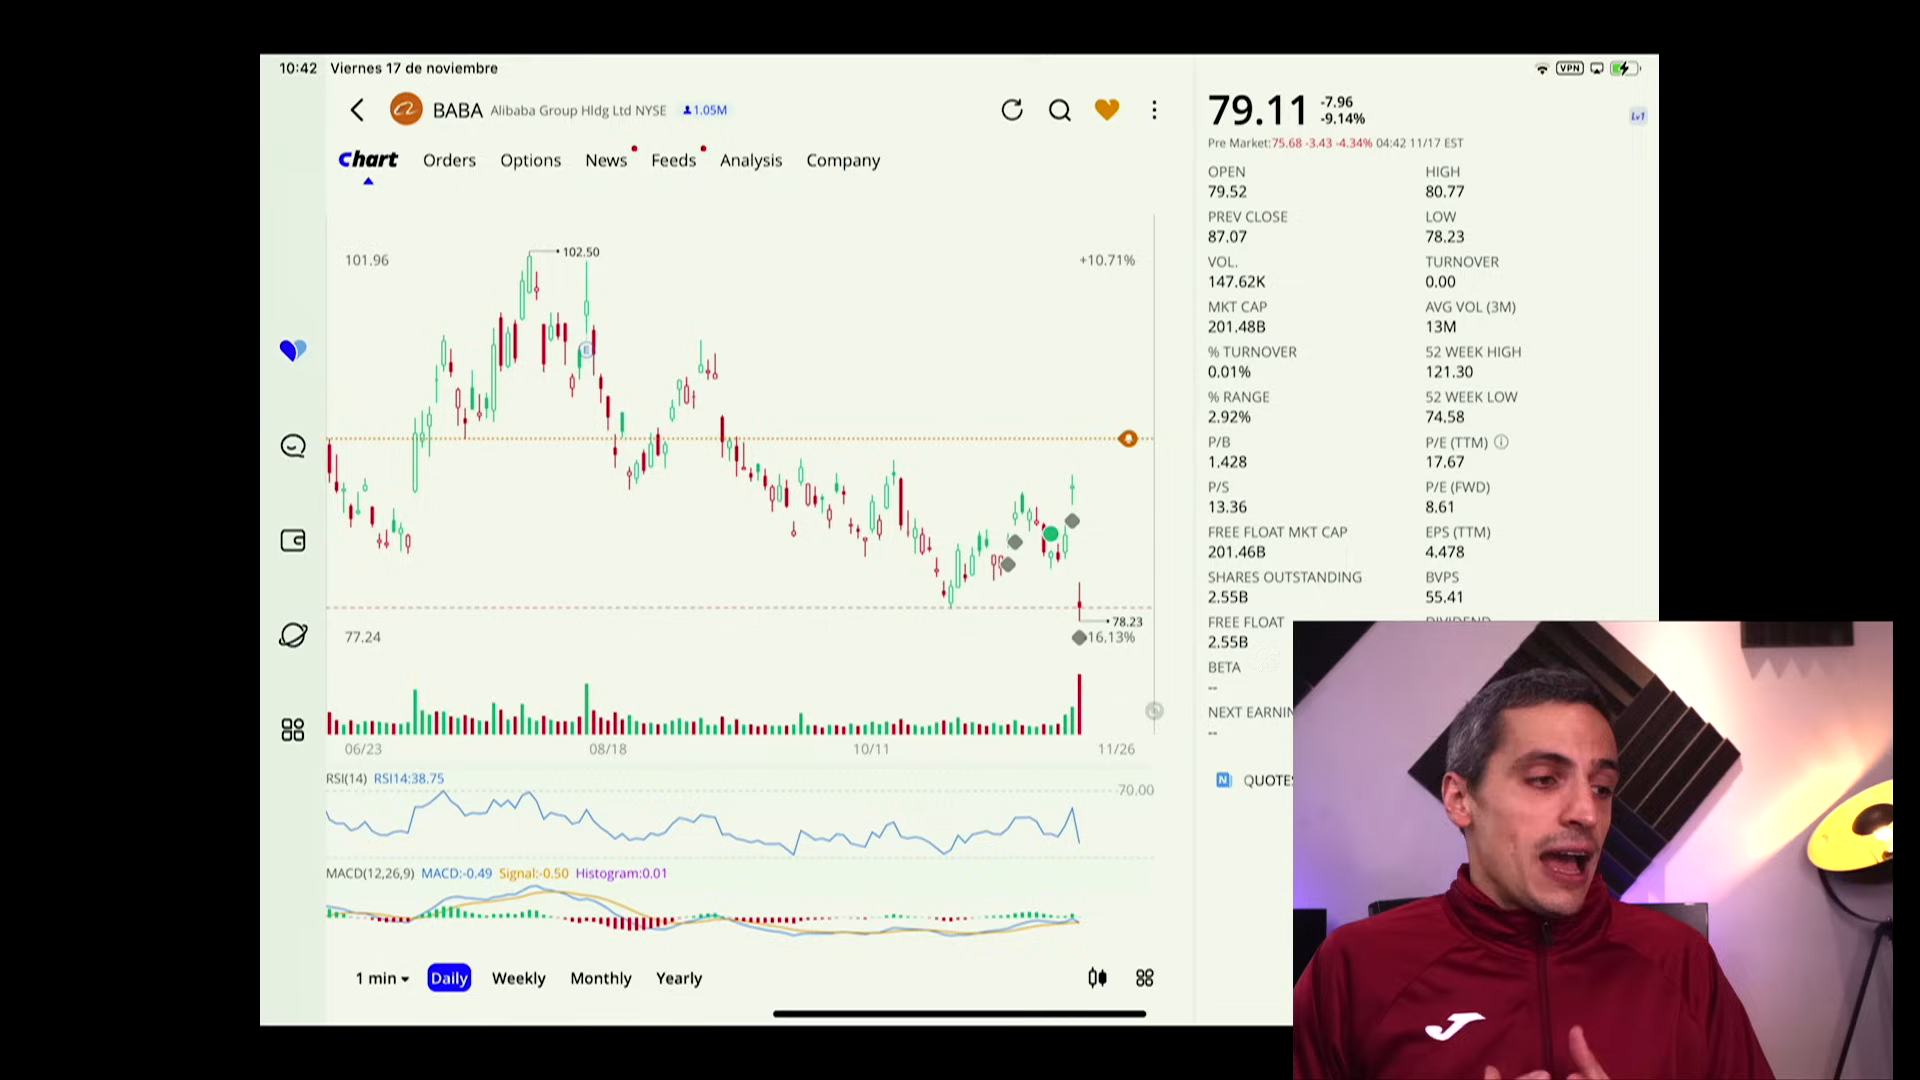 10:42 Viernes 17 de noviembre
VPN
BABA Alibaba Group Hldg Ltd NYSE 1.05M
Chart Orders Options News Feeds Analysis Company
79.11 -7.96
-9.14%
Lv1
Pre Market:75.68 -3.43 -4.34% 04:42 11/17 EST
OPEN HIGH
79.52 80.77
PREV CLOSE LOW
87.07 78.23
VOL. TURNOVER
147.62K 0.00
MKT CAP AVG VOL (3M)
201.48B 13M
% TURNOVER 52 WEEK HIGH
0.01% 121.30
% RANGE 52 WEEK LOW
2.92% 74.58
P/B P/E (TTM)
1.428 17.67
P/S P/E (FWD)
13.36 8.61
FREE FLOAT MKT CAP EPS (TTM)
201.46B 4.478
SHARES OUTSTANDING BVPS
2.55B 55.41
FREE FLOAT DIVIDEND
2.55B
BETA
--
NEXT EARNIN
--
N QUOTES
102.50
101.96 +10.71%
E
78.23
77.24 16.13%
06/23 08/18 10/11 11/26
RSI(14) RSI14:38.75
70.00
MACD(12,26,9) MACD:-0.49 Signal:-0.50 Histogram:0.01
1 min Daily Weekly Monthly Yearly